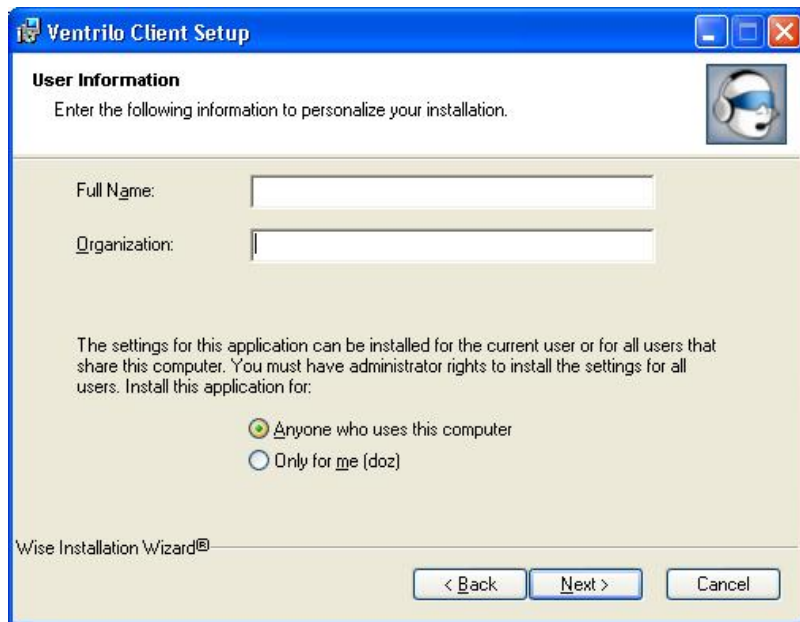 Ventrilo Client Setup
User Information
Enter the following information to personalize your installation.
Full Name:
Organization:
The settings for this application can be installed for the current user or for all users that
share this computer. You must have administrator rights to install the settings for all
users. Install this application for:
Anyone who uses this computer
Only for me (doz)
Wise Installation Wizard®
< Back
Next >
Cancel